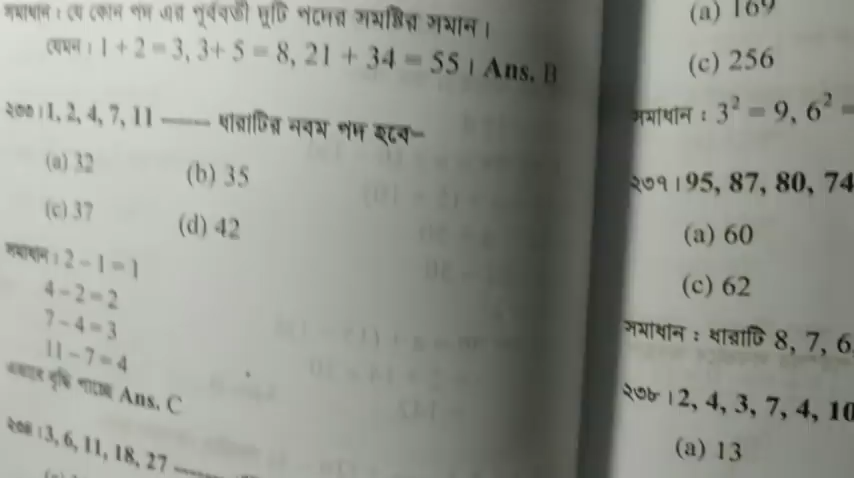 সমাধান। যে কোন পদ এর পূর্ববর্তী দুটি পদের সমষ্টির সমান।
যেমন। 1 + 2 = 3, 3+ 5 = 8, 21 + 34 = 55। Ans. B
২৩৩। 1, 2, 4, 7, 11 ____ ধারাটির নবম পদ হবে–
(a) 32
(b) 35
(c) 37
(d) 42
সমাধান। 2 – 1 = 1
4 – 2 = 2
7 – 4 = 3
11 – 7 = 4
বৃদ্ধি পাচ্ছে Ans. C
২৩৪। 3, 6, 11, 18, 27 ____
(a) 169
(c) 256
সমাধান : 3² = 9, 6² =
২৩৭। 95, 87, 80, 74
(a) 60
(c) 62
সমাধান : ধারাটি 8, 7, 6
২৩৮। 2, 4, 3, 7, 4, 10
(a) 13